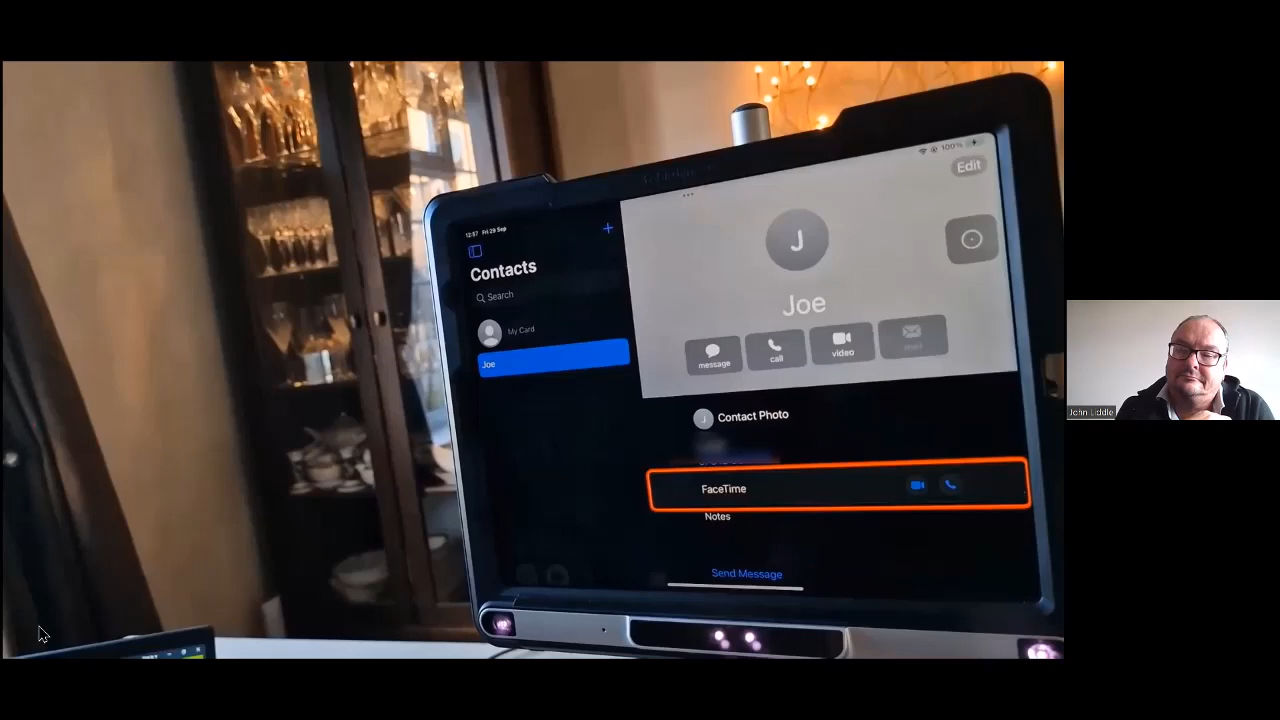 100%
Edit
12:57 Fri 29 Sep
Contacts
Search
My Card
Joe
J
Joe
message
call
video
mail
J
Contact Photo
FaceTime
Notes
Send Message
John Liddle